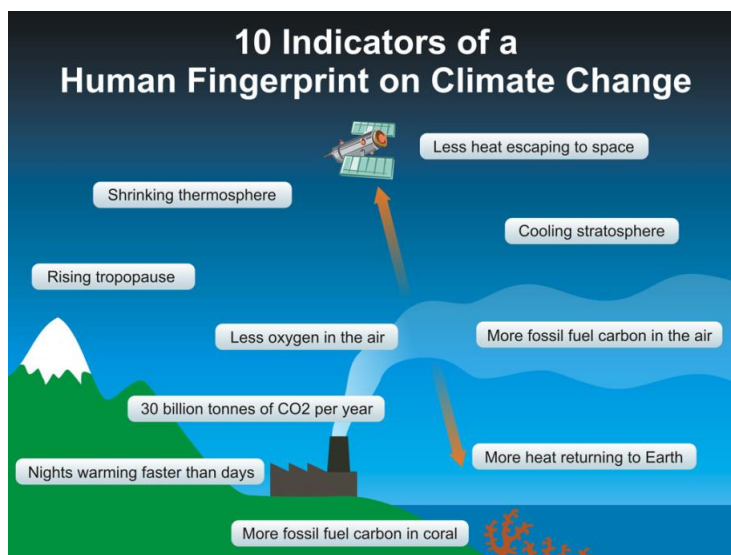 10 Indicators of a
Human Fingerprint on Climate Change
Less heat escaping to space
Shrinking thermosphere
Cooling stratosphere
Rising tropopause
Less oxygen in the air
More fossil fuel carbon in the air
30 billion tonnes of CO2 per year
More heat returning to Earth
Nights warming faster than days
More fossil fuel carbon in coral